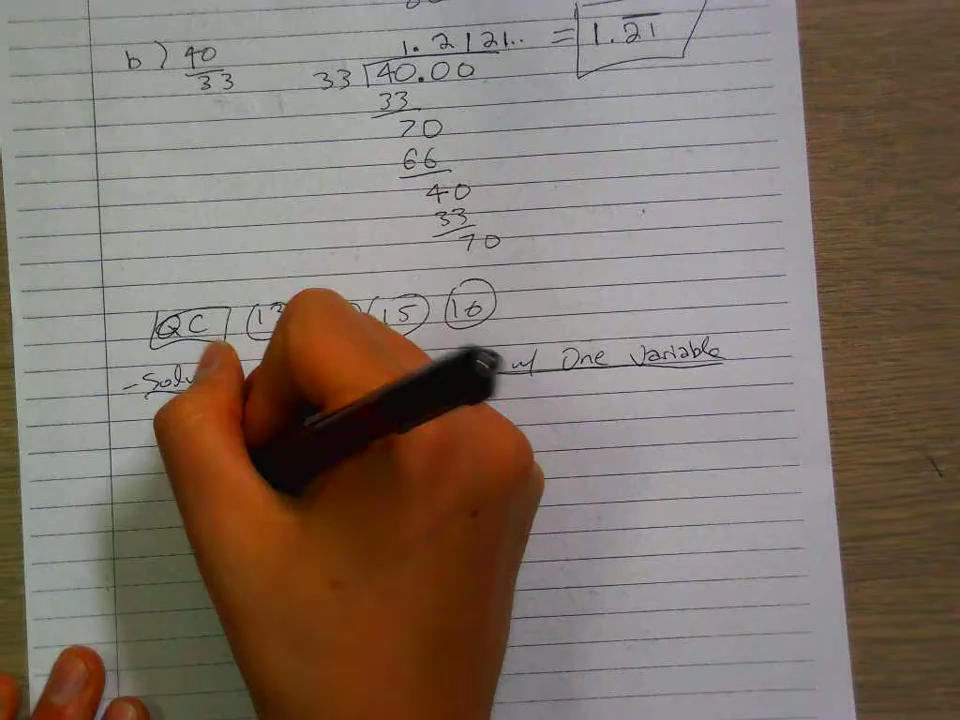 b) 40/33 33 40.00 1.2121.. = 1.21
33
70
66
40
33
70
QC 15 16
w/ One Variable